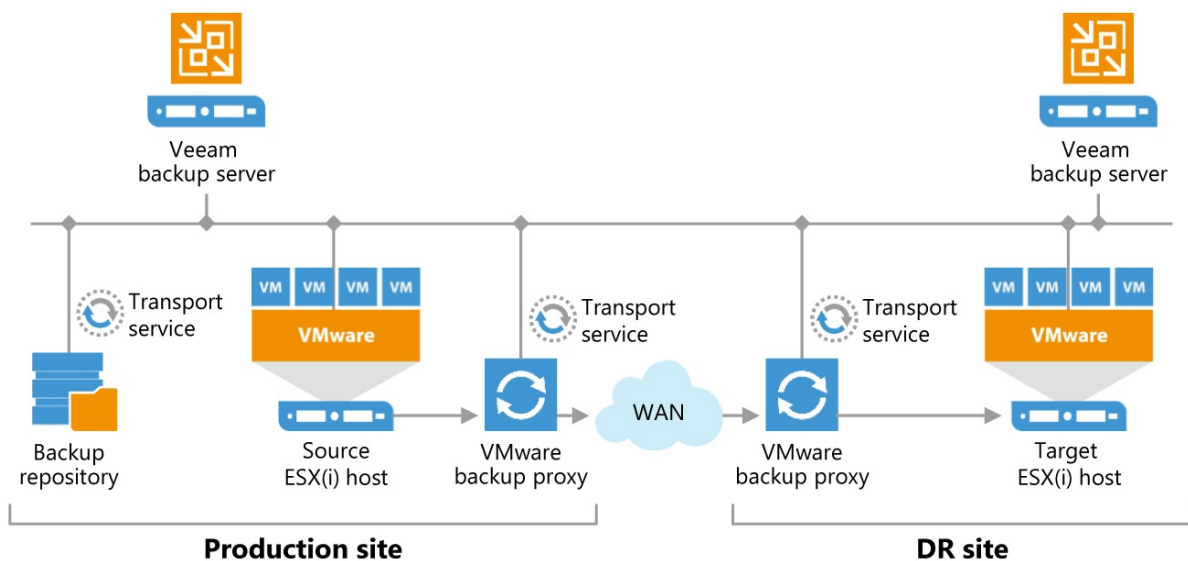 Veeam
backup server
Veeam
backup server
VM VM VM VM
VMware
Transport
service
Transport
service
Transport
service
VM VM VM VM
VMware
WAN
Backup
repository
Source
ESX(i) host
VMware
backup proxy
VMware
backup proxy
Target
ESX(i) host
Production site
DR site